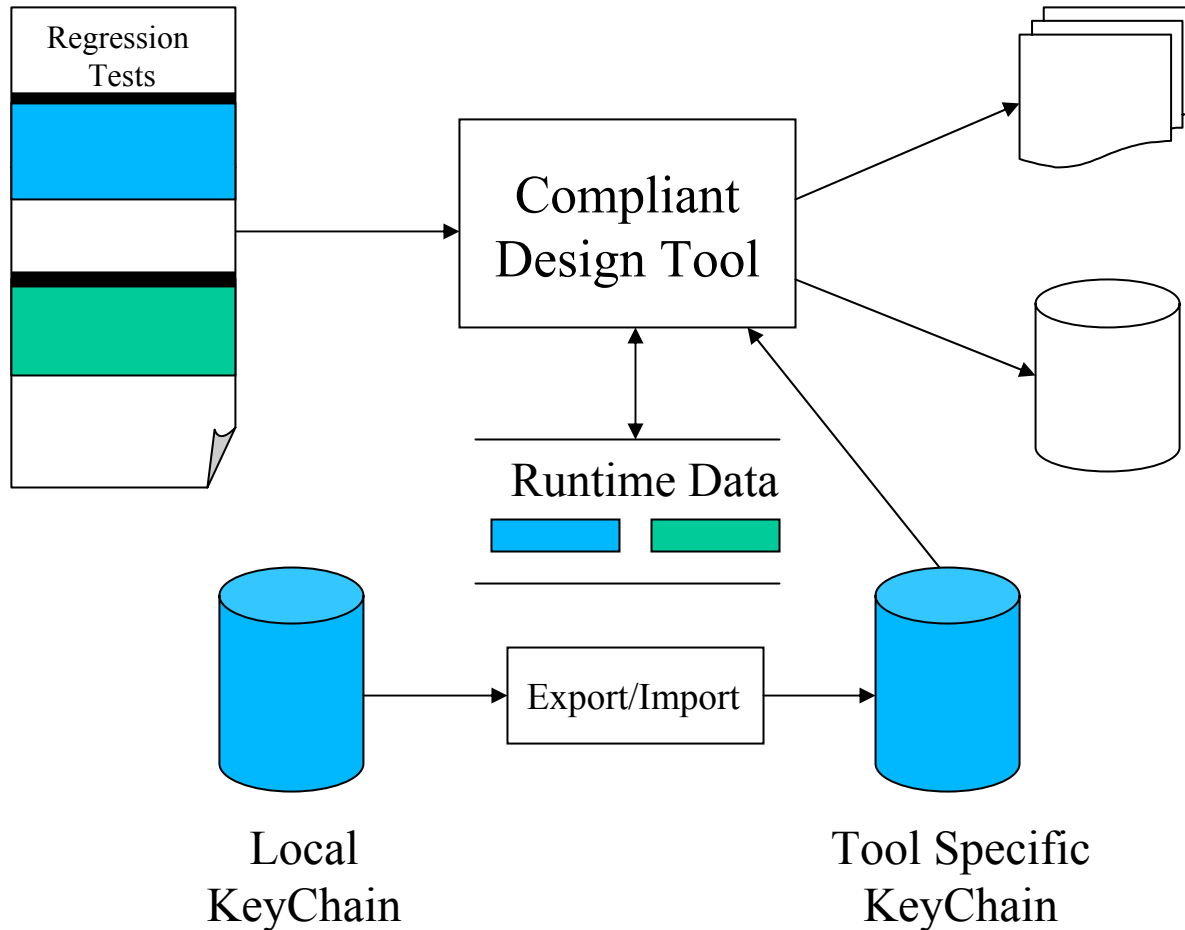 Regression
Tests
Compliant
Design Tool
Runtime Data
Export/Import
Local
KeyChain
Tool Specific
KeyChain